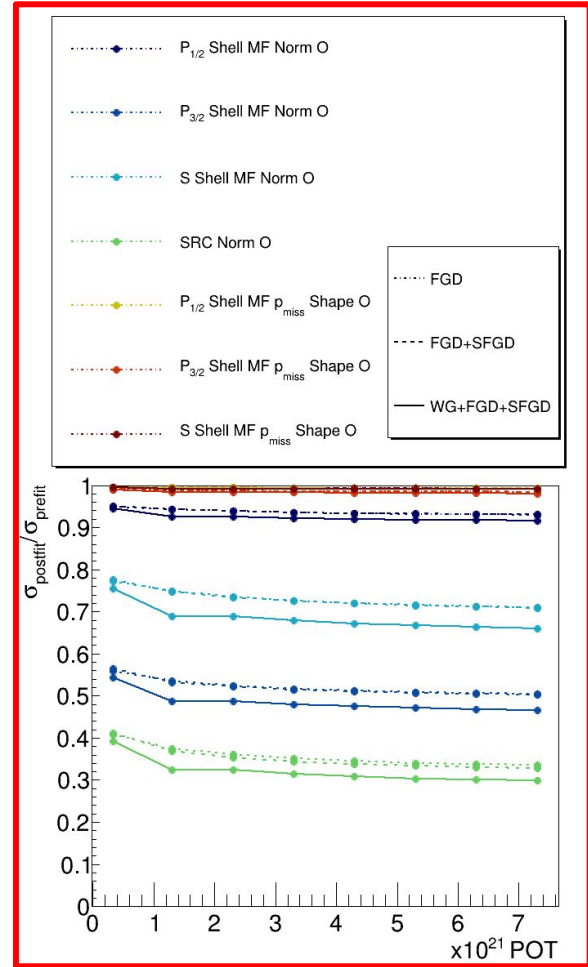 P1/2 Shell MF Norm O
P3/2 Shell MF Norm O
S Shell MF Norm O
SRC Norm O
P1/2 Shell MF pmiss Shape O
P3/2 Shell MF pmiss Shape O
S Shell MF pmiss Shape O
FGD
FGD+SFGD
WG+FGD+SFGD
σpostfit/σprefit
1
0.9
0.8
0.7
0.6
0.5
0.4
0.3
0.2
0.1
0
0 1 2 3 4 5 6 7
x10²¹ POT